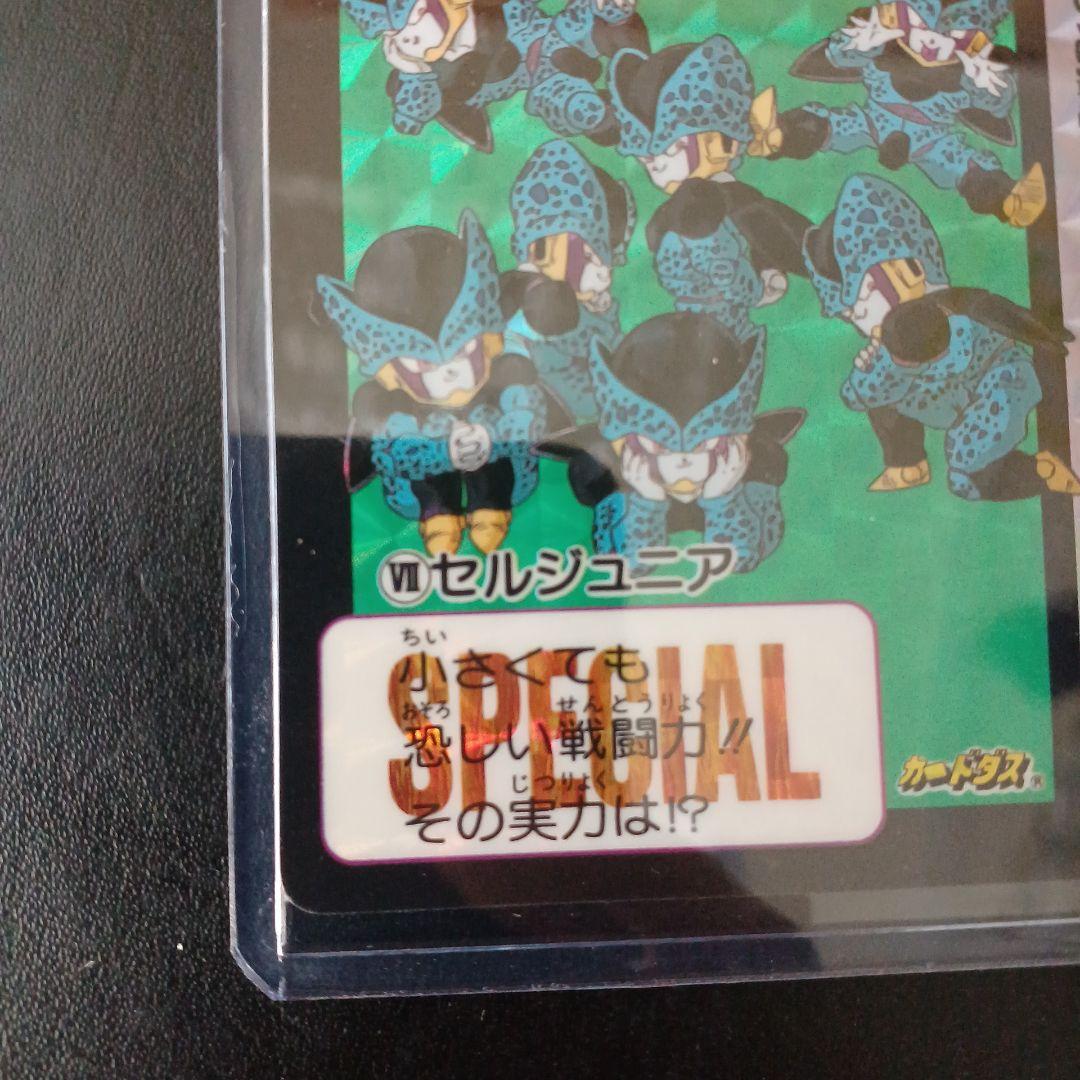 Ⅶセルジュニア
SPECIAL
ちい
小さくても
おそろ せんとうりょく
恐しい戦闘力!!
じつりょく
その実力は!?
カードダス®